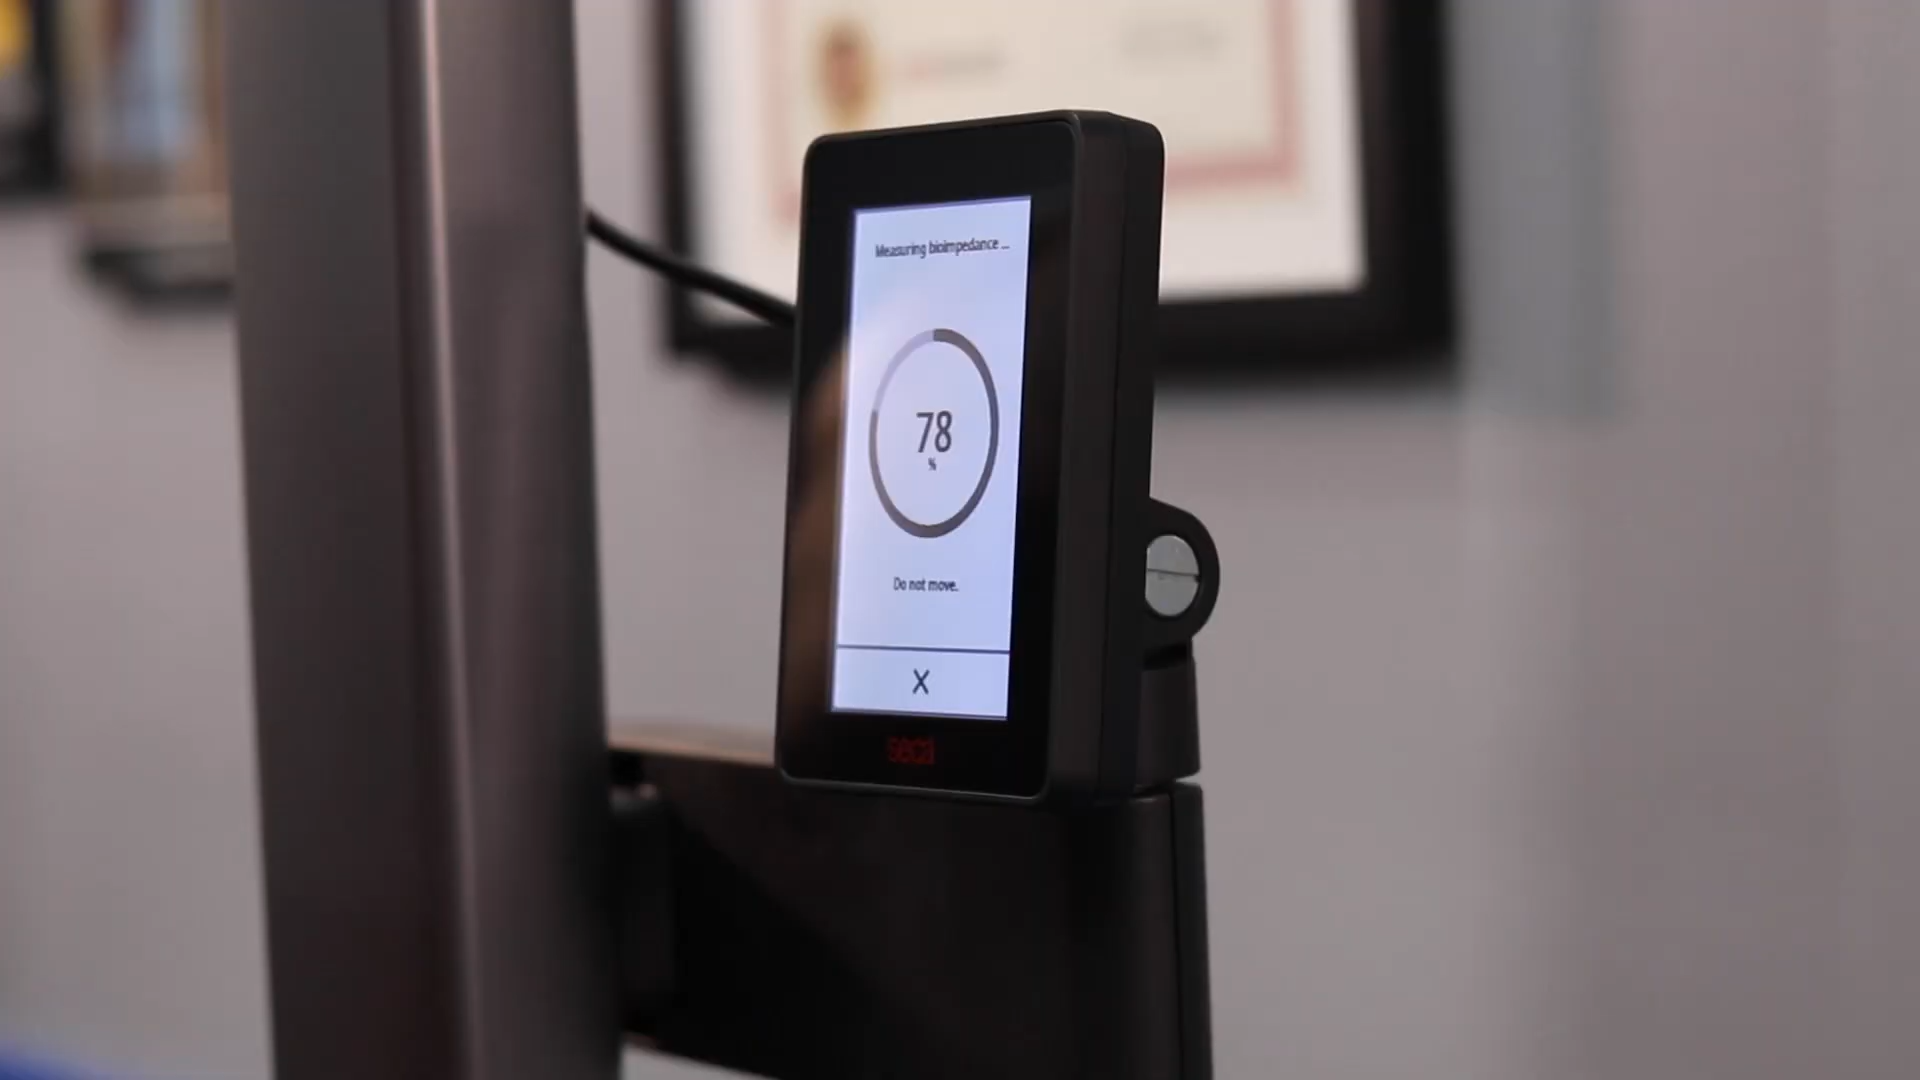 Measuring bioimpedance ...
78
%
Do not move.
X
seca